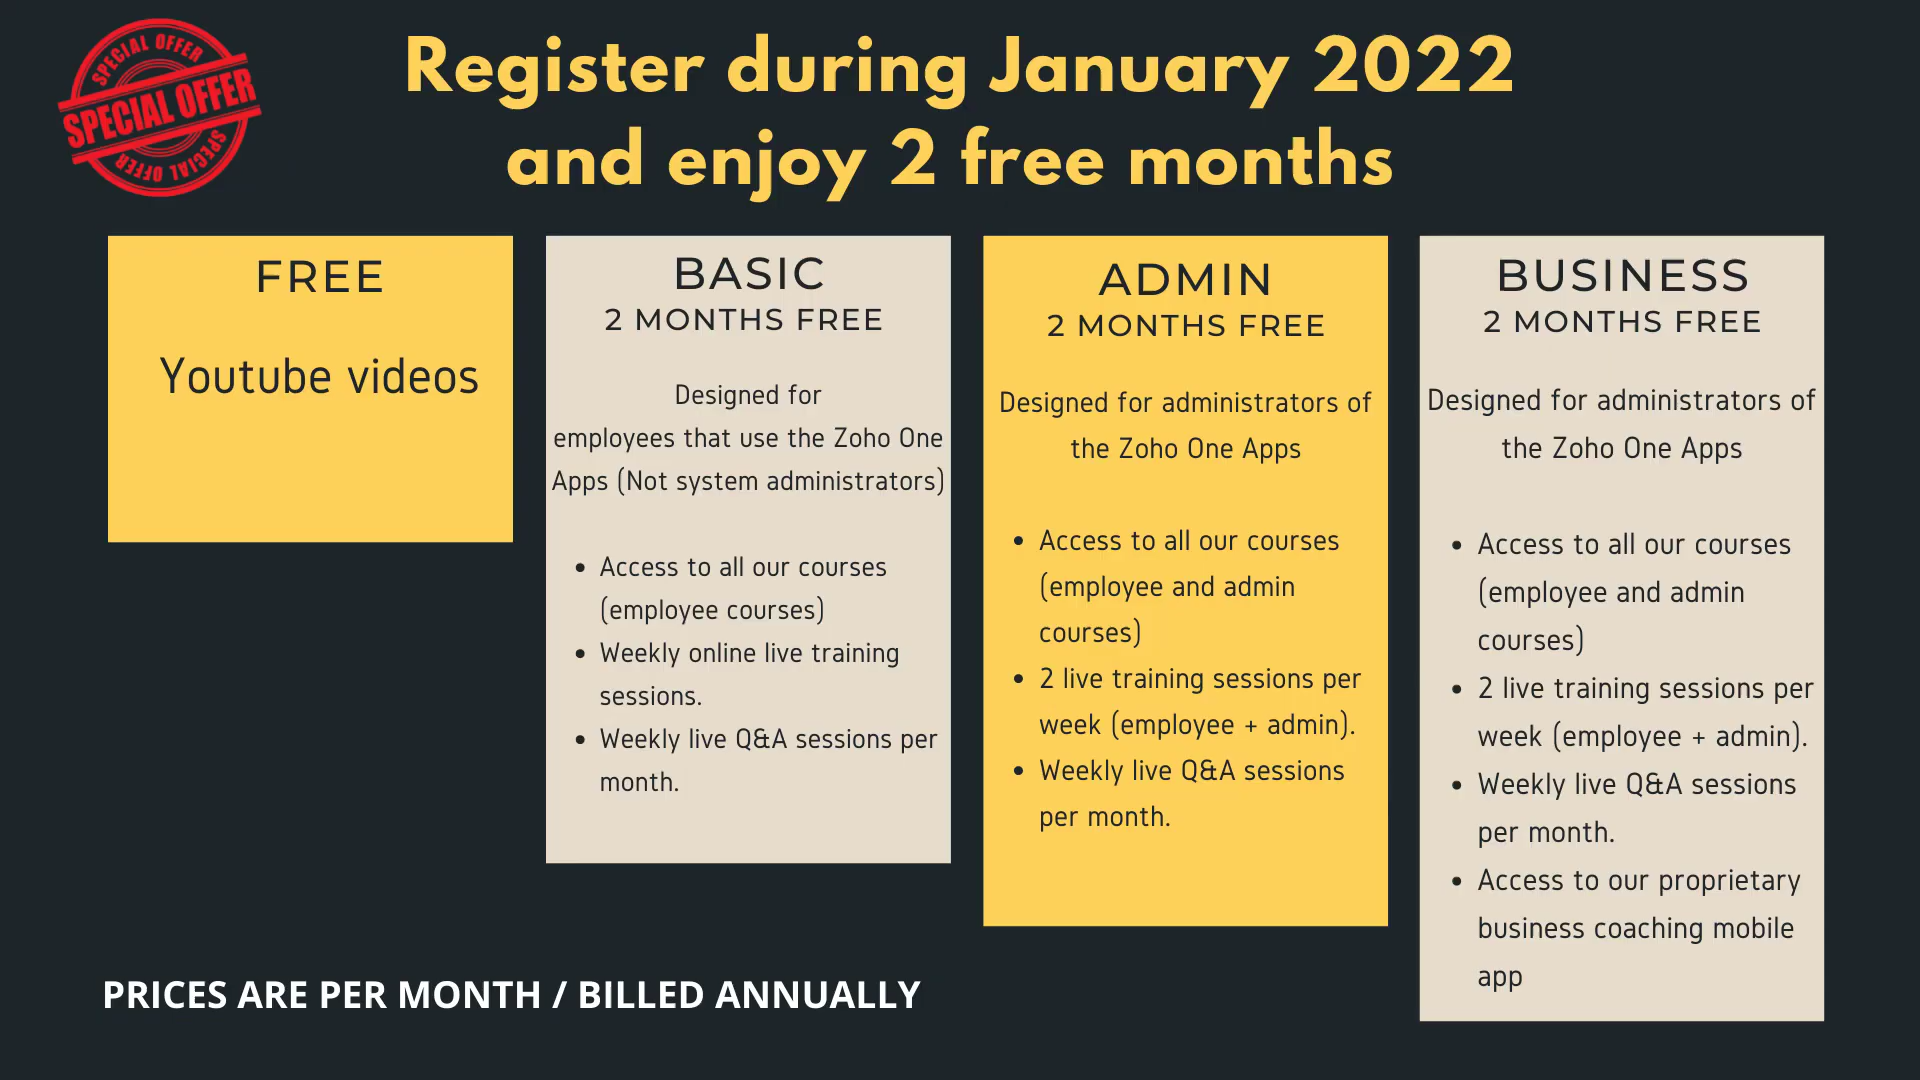 SPECIAL OFFER
SPECIAL OFFER
SPECIAL OFFER
Register during January 2022
and enjoy 2 free months
FREE
Youtube videos
BASIC
2 MONTHS FREE
Designed for
employees that use the Zoho One
Apps (Not system administrators)
• Access to all our courses
(employee courses)
• Weekly online live training
sessions.
• Weekly live Q&A sessions per
month.
ADMIN
2 MONTHS FREE
Designed for administrators of
the Zoho One Apps
• Access to all our courses
(employee and admin
courses)
• 2 live training sessions per
week (employee + admin).
• Weekly live Q&A sessions
per month.
BUSINESS
2 MONTHS FREE
Designed for administrators of
the Zoho One Apps
• Access to all our courses
(employee and admin
courses)
• 2 live training sessions per
week (employee + admin).
• Weekly live Q&A sessions
per month.
• Access to our proprietary
business coaching mobile
app
PRICES ARE PER MONTH / BILLED ANNUALLY